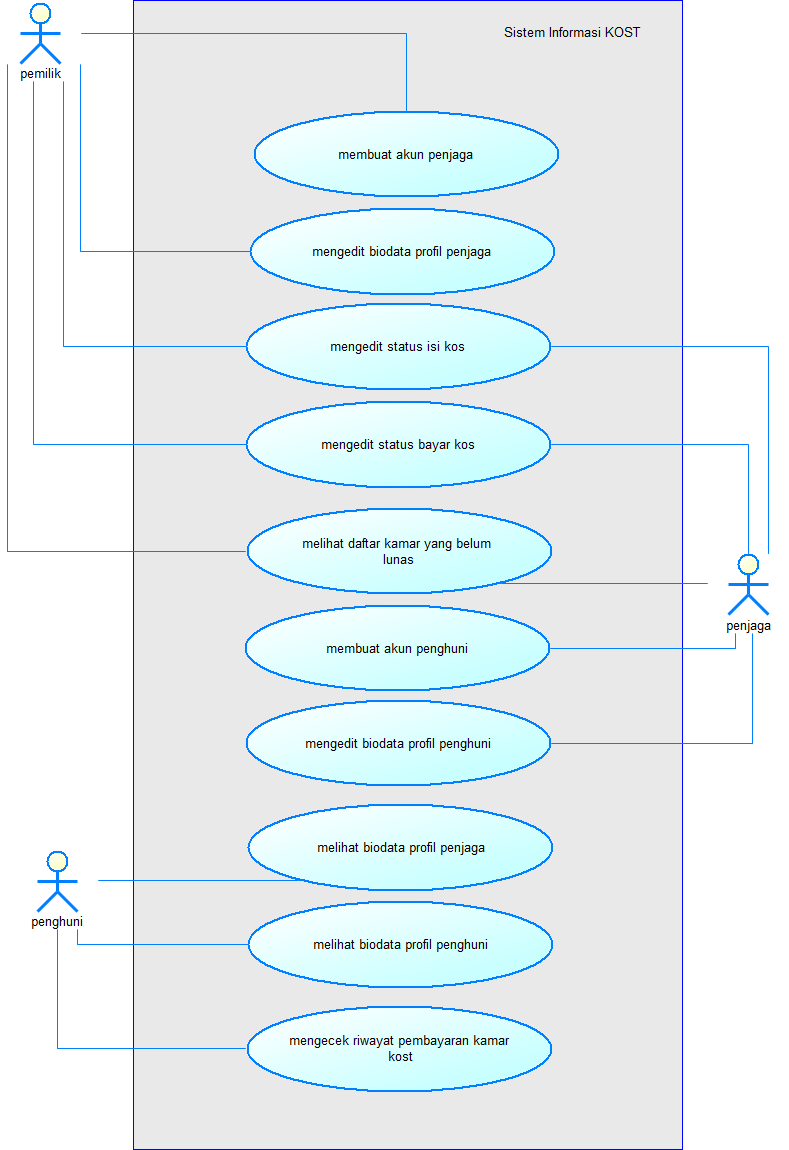 Sistem Informasi KOST
pemilik
membuat akun penjaga
mengedit biodata profil penjaga
mengedit status isi kos
mengedit status bayar kos
melihat daftar kamar yang belum
lunas
penjaga
membuat akun penghuni
mengedit biodata profil penghuni
melihat biodata profil penjaga
penghuni
melihat biodata profil penghuni
mengecek riwayat pembayaran kamar
kost